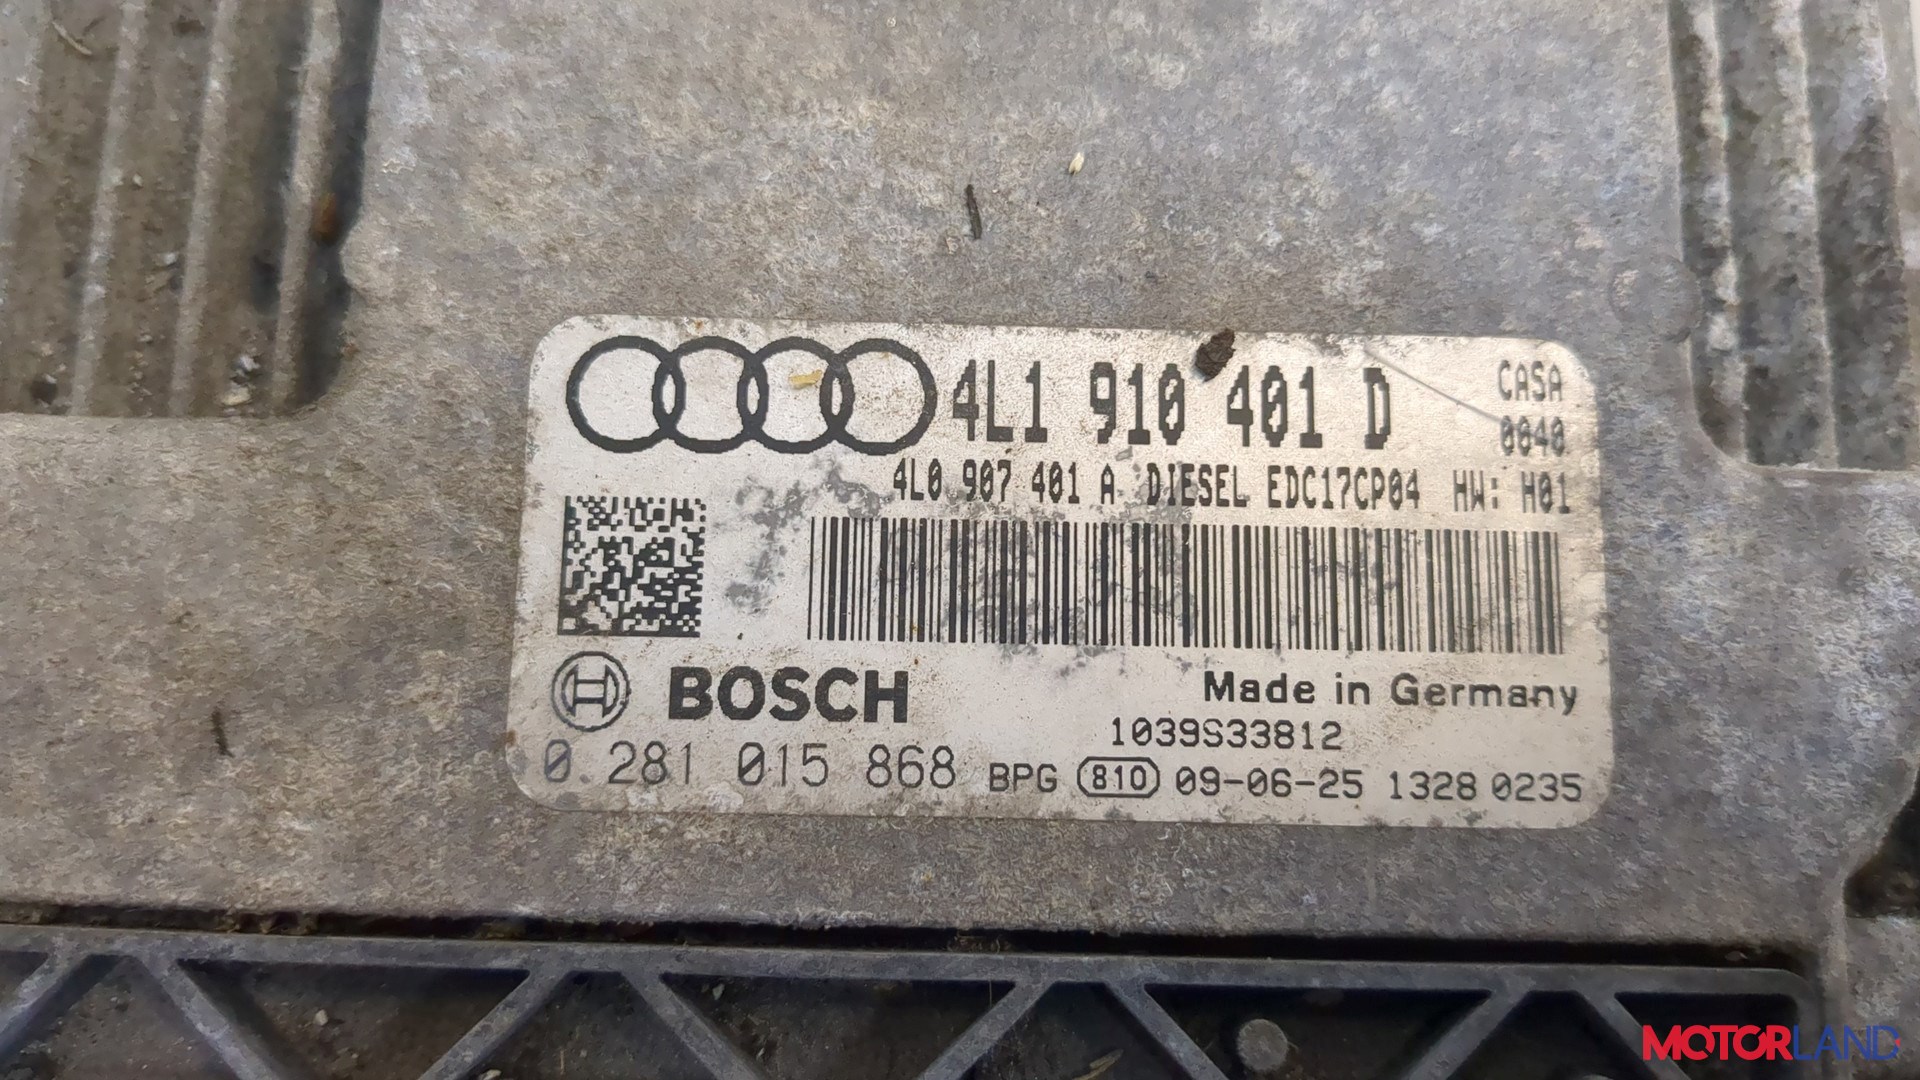 4L1 910 401 D CASA
0040
4L0 907 401 A DIESEL EDC17CP04 HW: H01
BOSCH Made in Germany
1039S33812
0 281 015 868 BPG 810 09-06-25 1328 0235
MOTORLAND